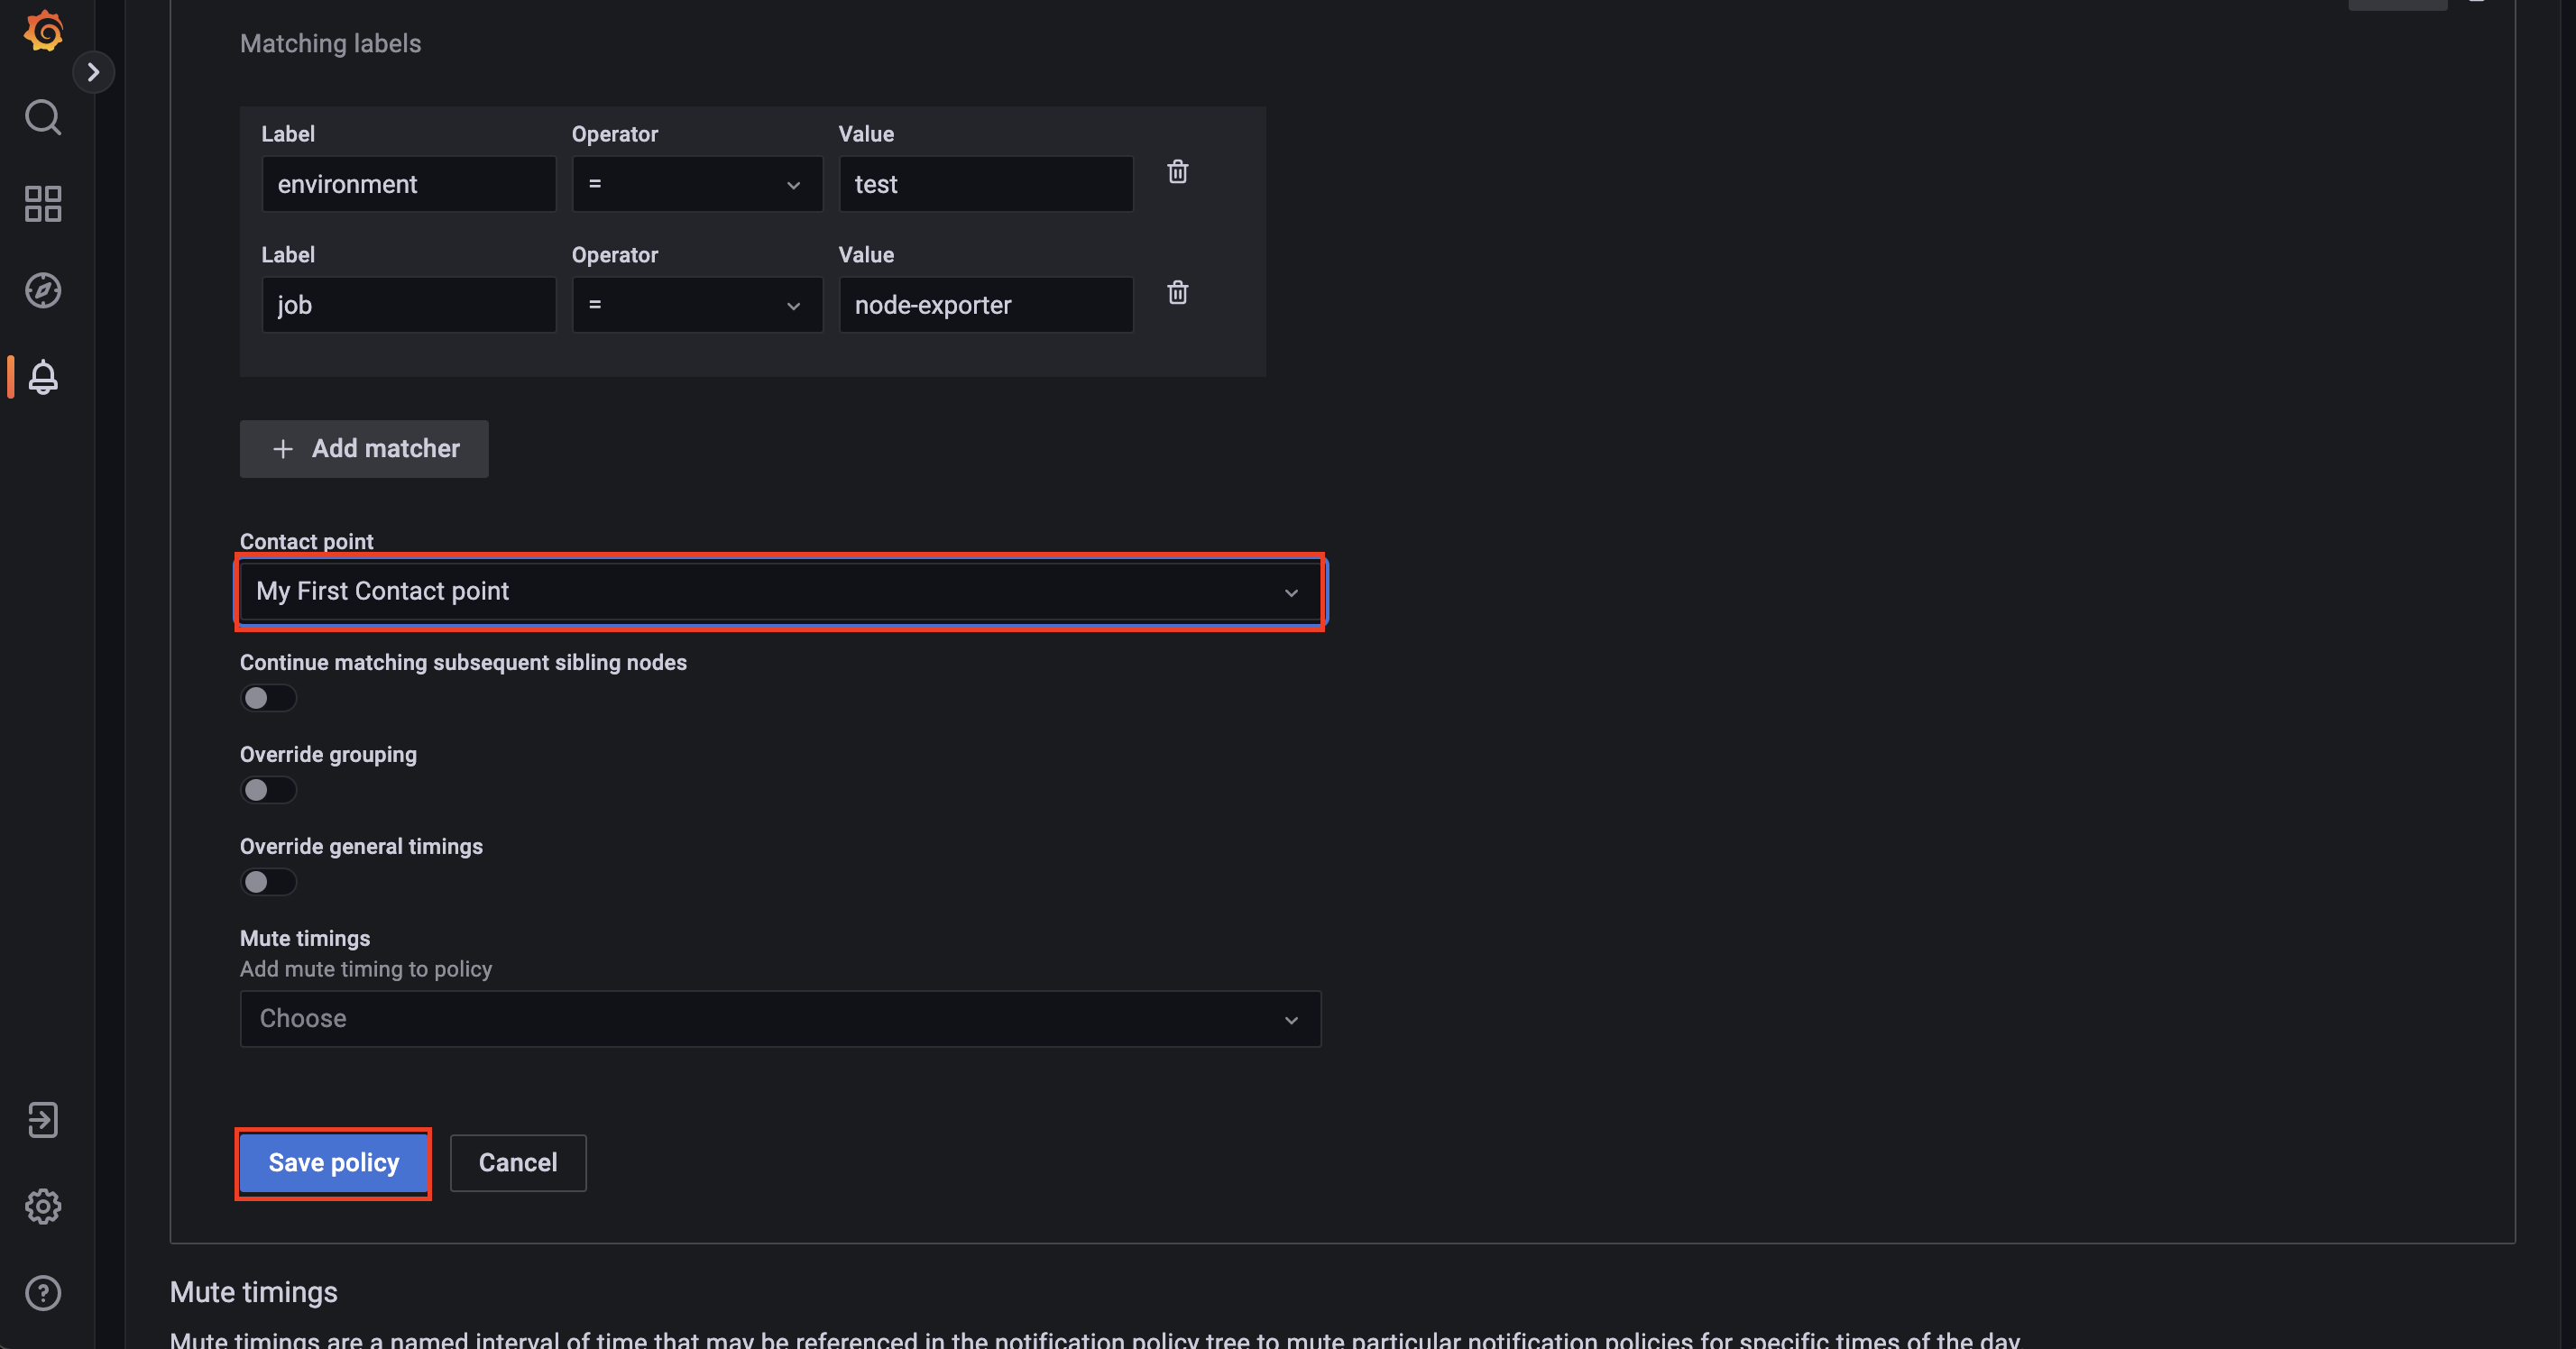 Matching labels
Label Operator Value
environment = test
Label Operator Value
job = node-exporter
+ Add matcher
Contact point
My First Contact point
Continue matching subsequent sibling nodes
Override grouping
Override general timings
Mute timings
Add mute timing to policy
Choose
Save policy Cancel
Mute timings
Mute timings are a named interval of time that may be referenced in the notification policy tree to mute particular notification policies for specific times of the day